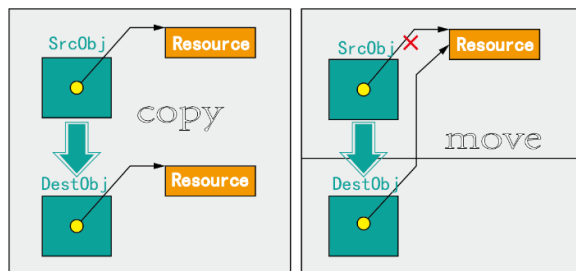 SrcObj
Resource
copy
DestObj
Resource
SrcObj
Resource
move
DestObj